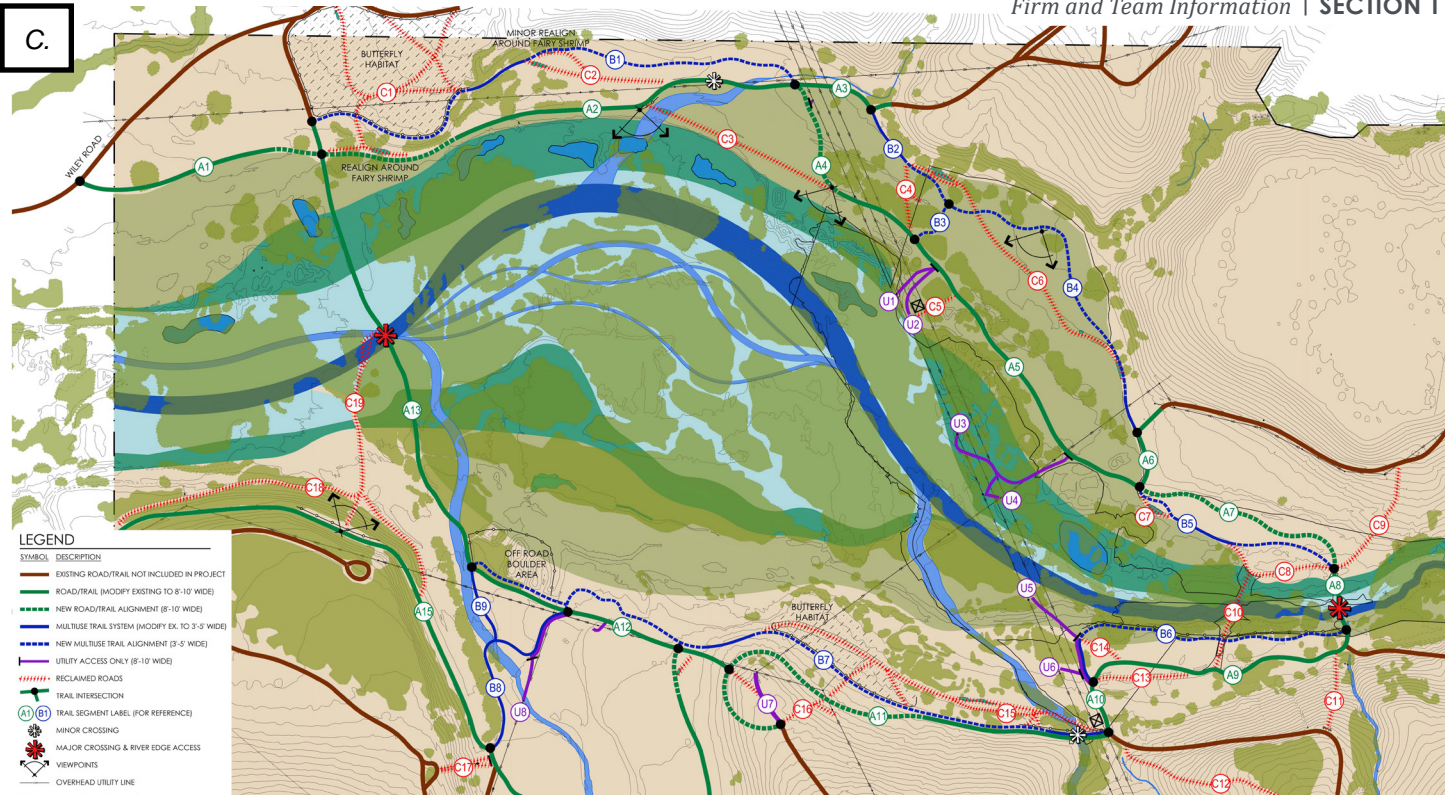 Firm and Team Information | SECTION 1
C.
MINOR REALIGN
AROUND FAIRY SHRIMP
BUTTERFLY
HABITAT
B1
C2
C1
A3
A2
WILEY ROAD
C3
B2
A1
REALIGN AROUND
FAIRY SHRIMP
A4
C4
B3
C6
B4
U1
C5
U2
A5
C19
A13
U3
A6
C18
U4
C7
A7
B5
C9
OFF ROAD
BOULDER
AREA
C8
A8
U5
B9
BUTTERFLY
HABITAT
C10
A15
A12
B6
C14
B7
U6
C13
A9
B8
A10
C11
U8
U7
C16
A11
C15
C17
C12
LEGEND
SYMBOL DESCRIPTION
EXISTING ROAD/TRAIL NOT INCLUDED IN PROJECT
ROAD/TRAIL (MODIFY EXISTING TO 8'-10' WIDE)
NEW ROAD/TRAIL ALIGNMENT (8'-10' WIDE)
MULTIUSE TRAIL SYSTEM (MODIFY EX. TO 3'-5' WIDE)
NEW MULTIUSE TRAIL ALIGNMENT (3'-5' WIDE)
UTILITY ACCESS ONLY (8'-10' WIDE)
RECLAIMED ROADS
TRAIL INTERSECTION
A1 B1 TRAIL SEGMENT LABEL (FOR REFERENCE)
MINOR CROSSING
MAJOR CROSSING & RIVER EDGE ACCESS
VIEWPOINTS
OVERHEAD UTILITY LINE